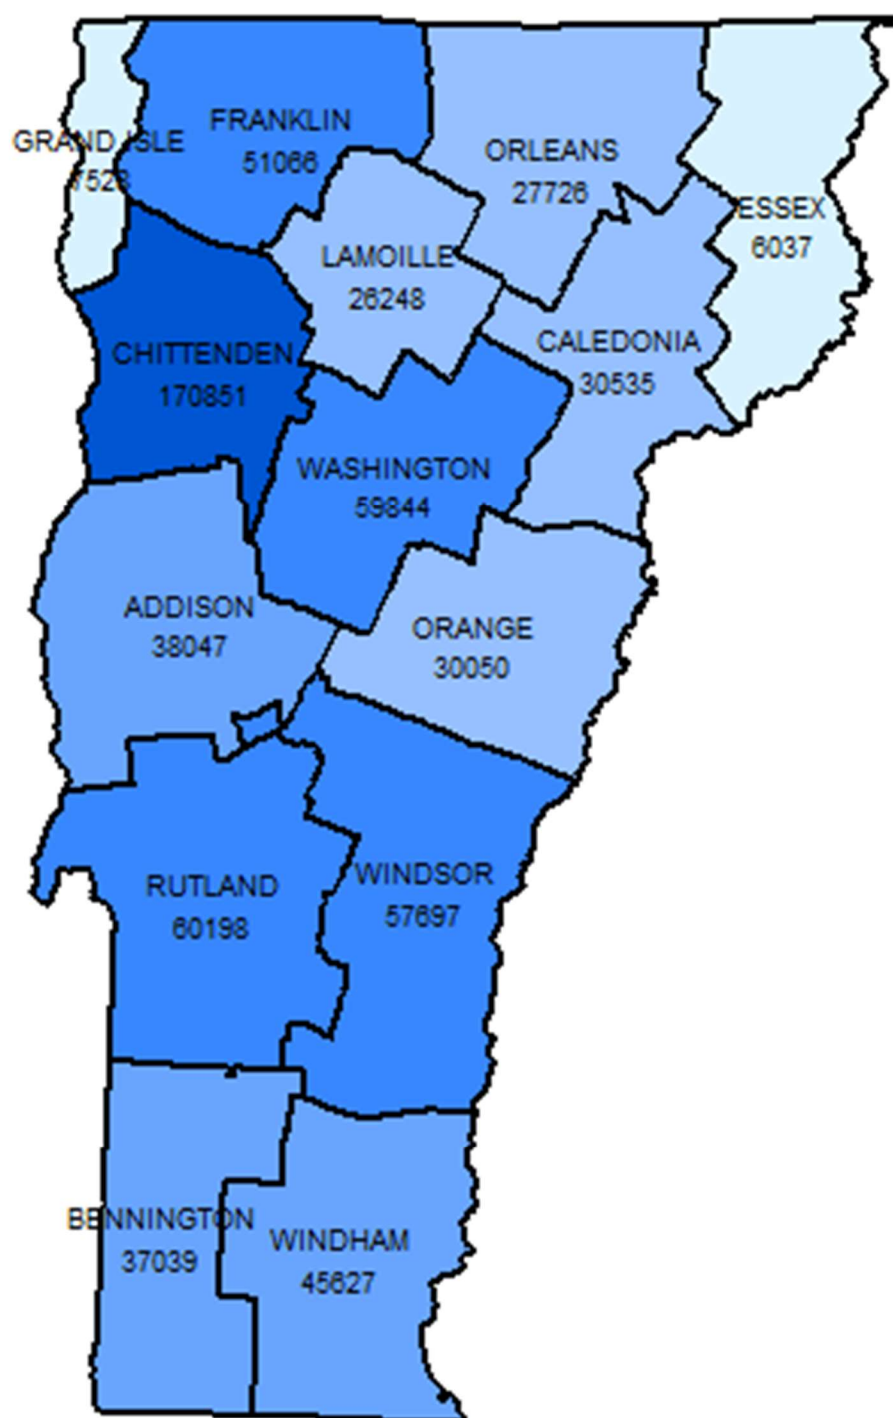 GRAND ISLE
7523
FRANKLIN
51066
ORLEANS
27726
ESSEX
6037
LAMOILLE
26248
CALEDONIA
30535
CHITTENDEN
170851
WASHINGTON
59844
ADDISON
38047
ORANGE
30050
RUTLAND
60198
WINDSOR
57697
BENNINGTON
37039
WINDHAM
45627